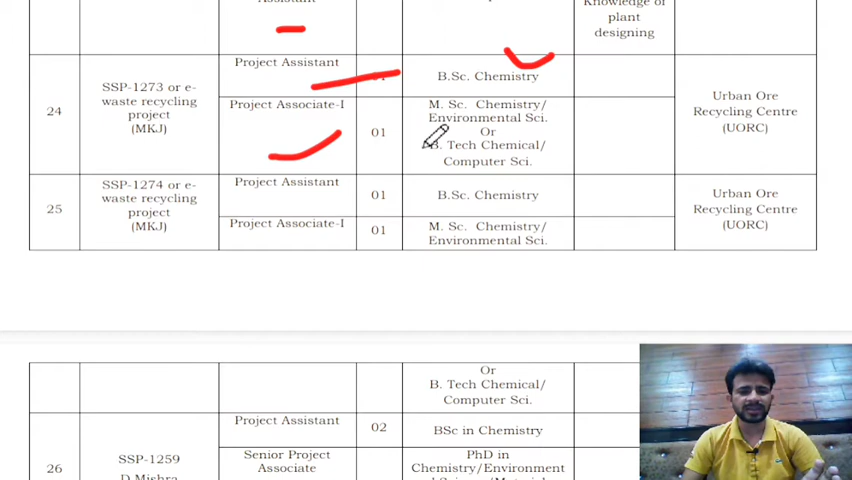 Knowledge of
plant
designing
24
SSP-1273 or e-
waste recycling
project
(MKJ)
Project Assistant
B.Sc. Chemistry
Urban Ore
Recycling Centre
(UORC)
Project Associate-I
01
M. Sc. Chemistry/
Environmental Sci.
Or
B. Tech Chemical/
Computer Sci.
25
SSP-1274 or e-
waste recycling
project
(MKJ)
Project Assistant
01
B.Sc. Chemistry
Urban Ore
Recycling Centre
(UORC)
Project Associate-I
01
M. Sc. Chemistry/
Environmental Sci.
Or
B. Tech Chemical/
Computer Sci.
26
SSP-1259
D Mishra
Project Assistant
02
BSc in Chemistry
Senior Project
Associate
PhD in
Chemistry/Environment